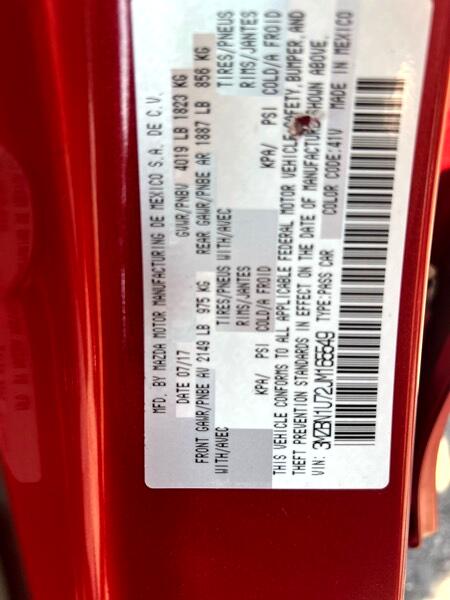 MFD. BY MAZDA MOTOR MANUFACTURING DE MEXICO S.A. DE C.V.
DATE 07/17 GVWR/PNBV 4019 LB 1823 KG
FRONT GAWR/PNBE AV 2149 LB 975 KG REAR GAWR/PNBE AR 1887 LB 856 KG
WITH/AVEC TIRES/PNEUS WITH/AVEC TIRES/PNEUS
RIMS/JANTES RIMS/JANTES
KPA/ PSI COLD/A FROID KPA/ PSI COLD/A FROID
THIS VEHICLE CONFORMS TO ALL APPLICABLE FEDERAL MOTOR VEHICLE SAFETY, BUMPER, AND
THEFT PREVENTION STANDARDS IN EFFECT ON THE DATE OF MANUFACTURE SHOWN ABOVE.
VIN: 3MZBN1U72JM165549 TYPE:PASS CAR COLOR CODE:41V MADE IN MEXICO